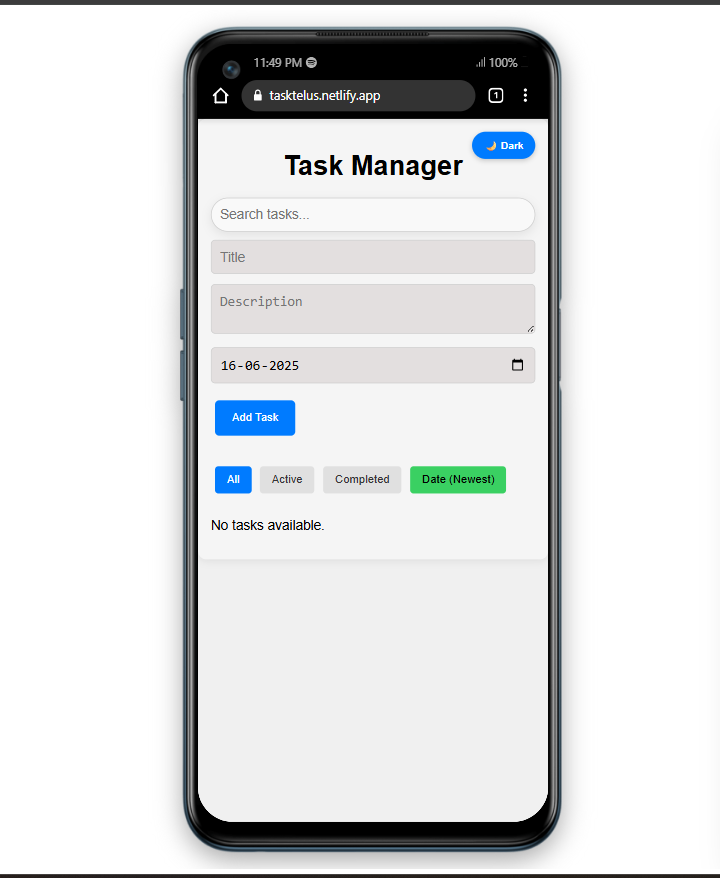 11:49 PM 100%
tasktelus.netlify.app 1
🌙 Dark
Task Manager
Search tasks...
Title
Description
16-06-2025
Add Task
All Active Completed Date (Newest)
No tasks available.